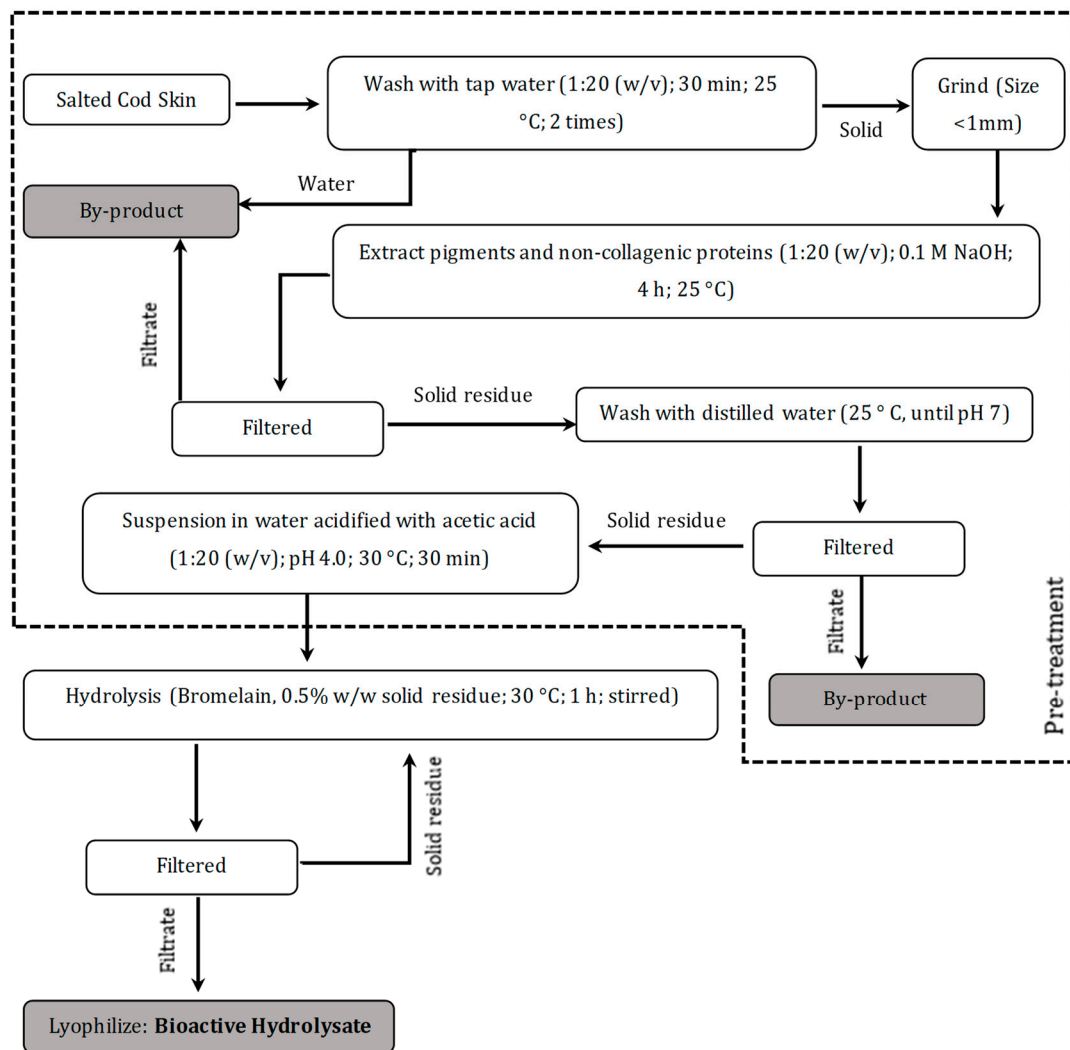 Salted Cod Skin
Wash with tap water (1:20 (w/v); 30 min; 25
°C; 2 times)
Solid
Grind (Size
<1mm)
Water
By-product
Extract pigments and non-collagenic proteins (1:20 (w/v); 0.1 M NaOH;
4 h; 25 °C)
Filtrate
Filtered
Solid residue
Wash with distilled water (25 ° C, until pH 7)
Suspension in water acidified with acetic acid
(1:20 (w/v); pH 4.0; 30 °C; 30 min)
Solid residue
Filtered
Filtrate
By-product
Pre-treatment
Hydrolysis (Bromelain, 0.5% w/w solid residue; 30 °C; 1 h; stirred)
Solid residue
Filtered
Filtrate
Lyophilize: Bioactive Hydrolysate